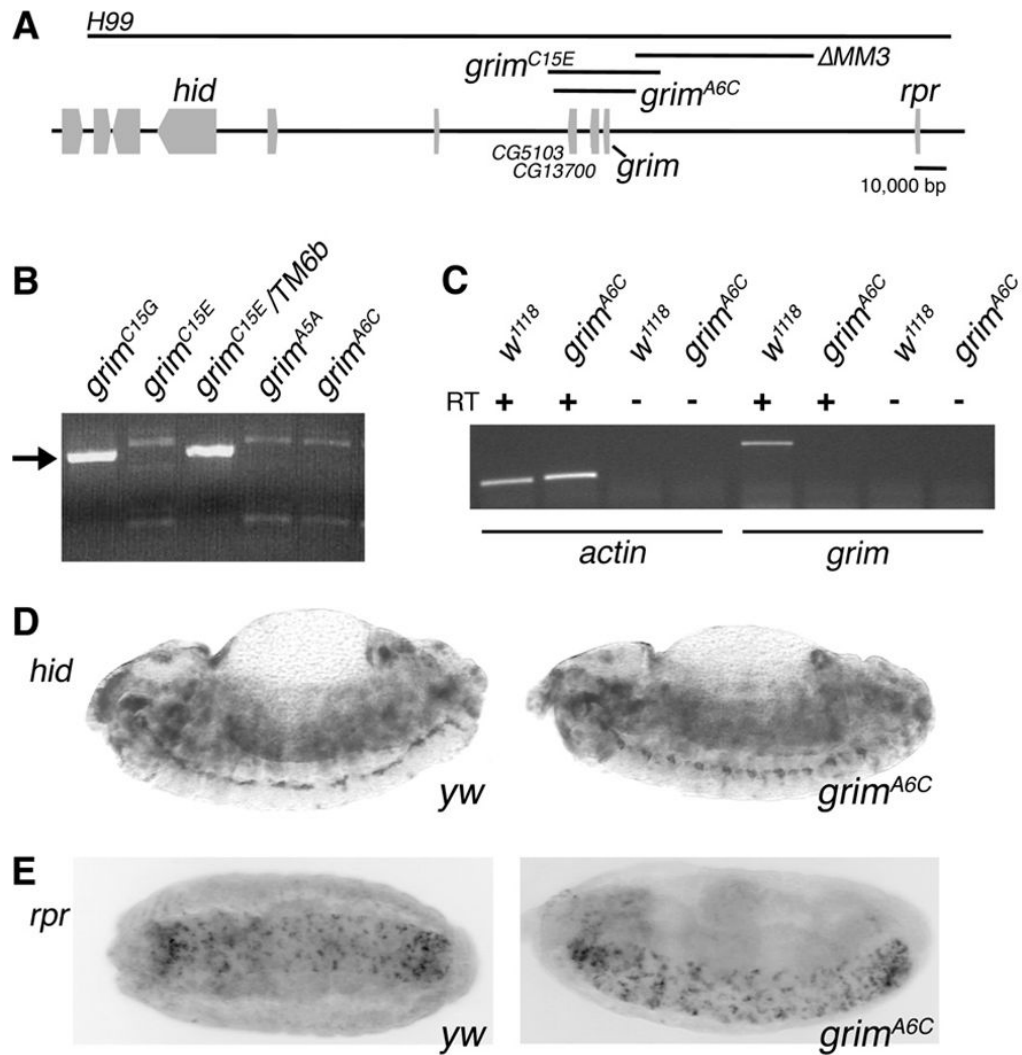 A
H99
ΔMM3
grim^C15E
grim^A6C
hid
rpr
CG5103
CG13700
grim
10,000 bp
B
grim^C15G
grim^C15E
grim^C15E/TM6b
grim^A5A
grim^A6C
C
w^1118
grim^A6C
w^1118
grim^A6C
w^1118
grim^A6C
w^1118
grim^A6C
RT + + - - + + - -
actin
grim
D
hid
yw
grim^A6C
E
rpr
yw
grim^A6C